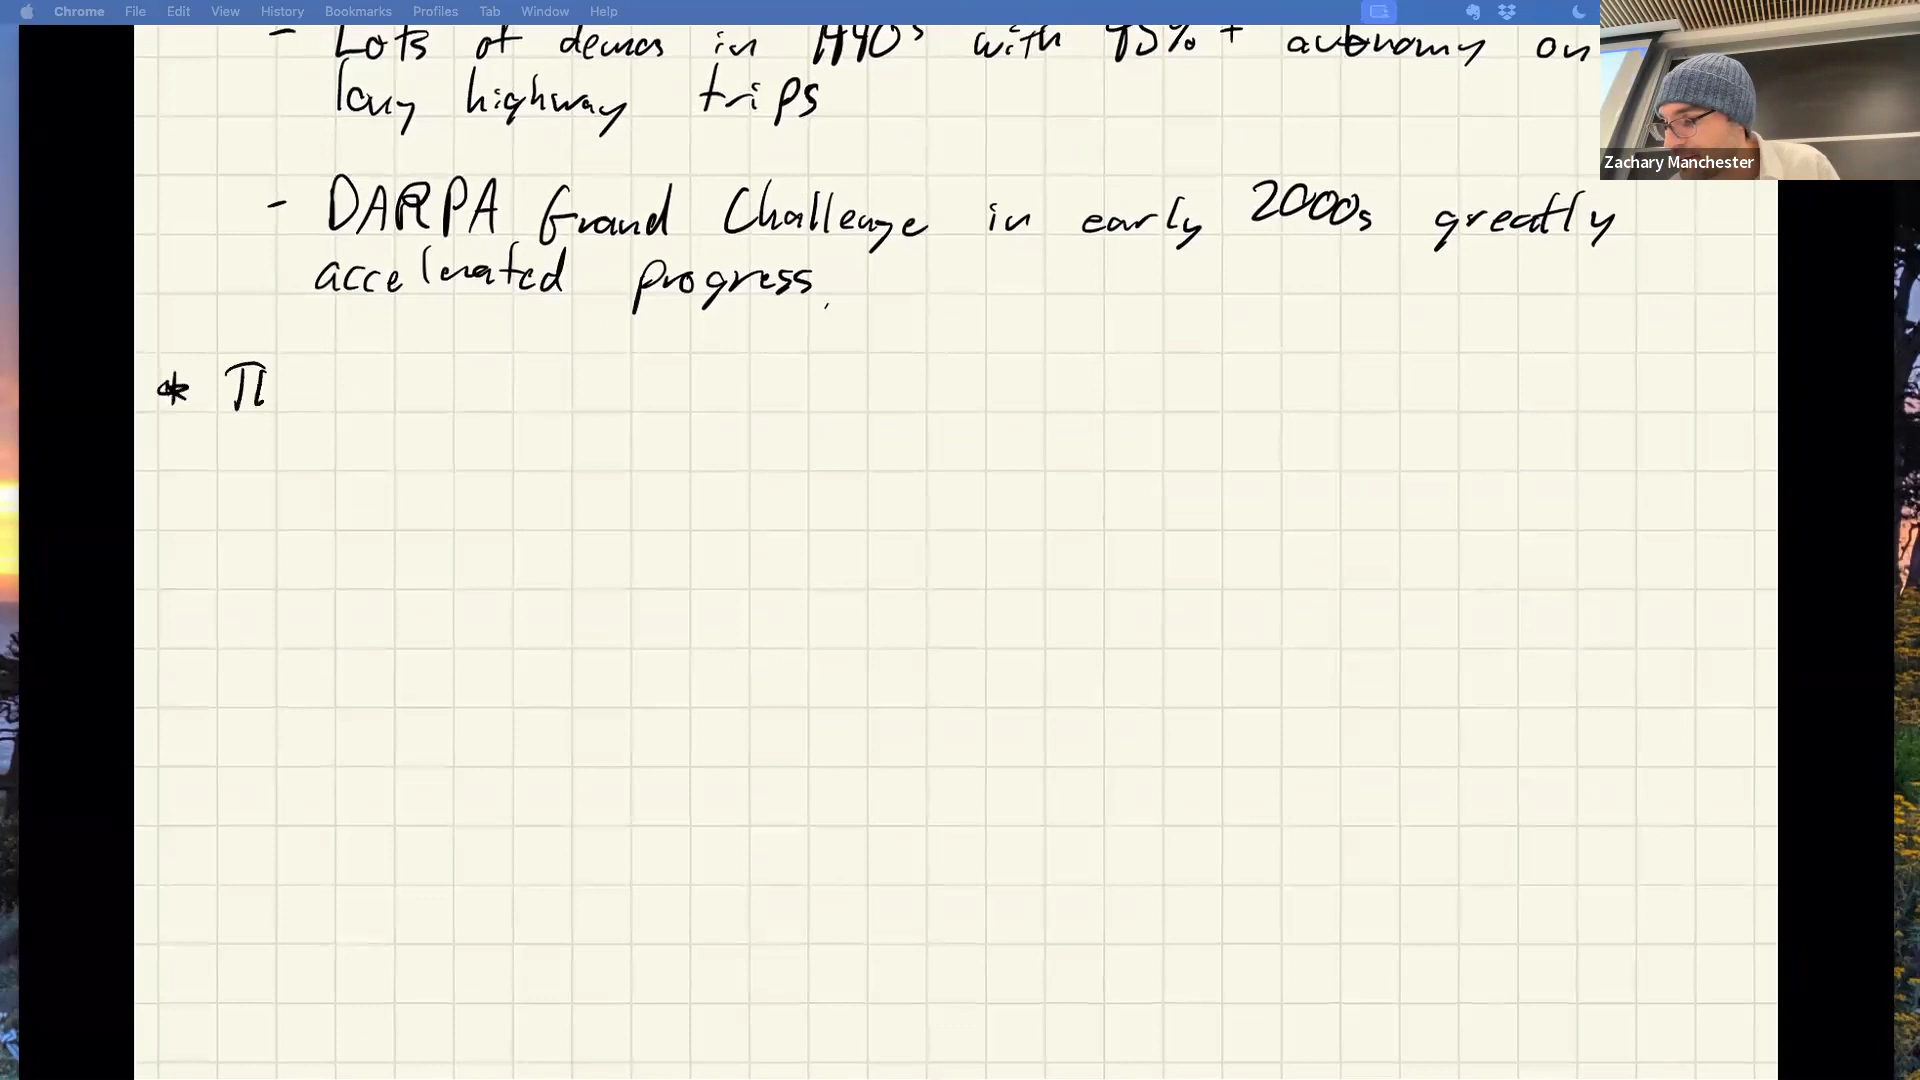 Chrome File Edit View History Bookmarks Profiles Tab Window Help
- Lots of demos in 1990s with 95%+ autonomy on
long highway trips
Zachary Manchester
- DARPA Grand Challenge in early 2000s greatly
accelerated progress.
* π